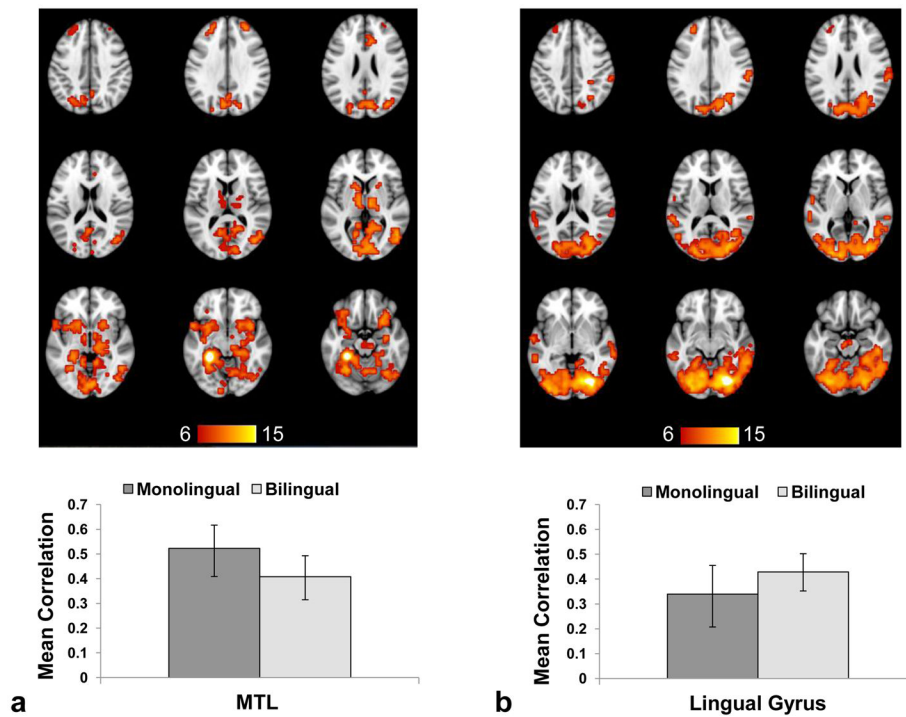 6 15
6 15
Monolingual Bilingual
0.7
0.6
0.5
0.4
0.3
0.2
0.1
0
Mean Correlation
MTL
a
Monolingual Bilingual
0.7
0.6
0.5
0.4
0.3
0.2
0.1
0
Mean Correlation
Lingual Gyrus
b